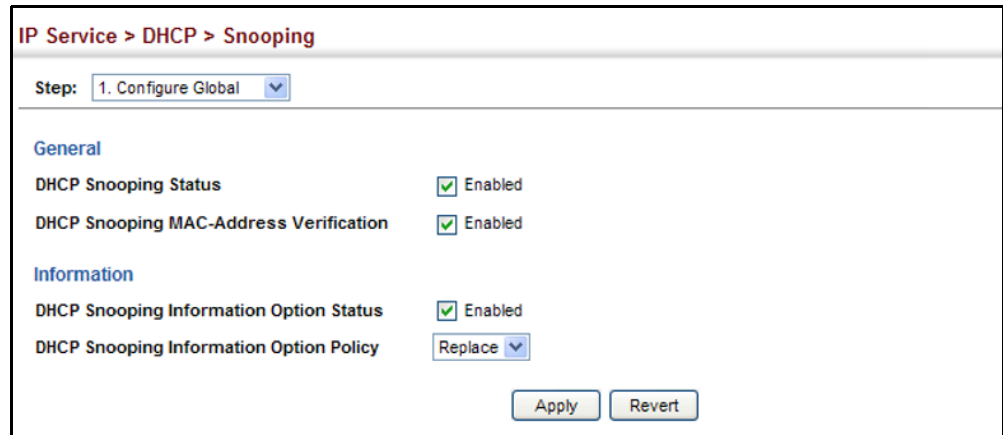 IP Service > DHCP > Snooping
Step: 1. Configure Global
General
DHCP Snooping Status Enabled
DHCP Snooping MAC-Address Verification Enabled
Information
DHCP Snooping Information Option Status Enabled
DHCP Snooping Information Option Policy Replace
Apply Revert